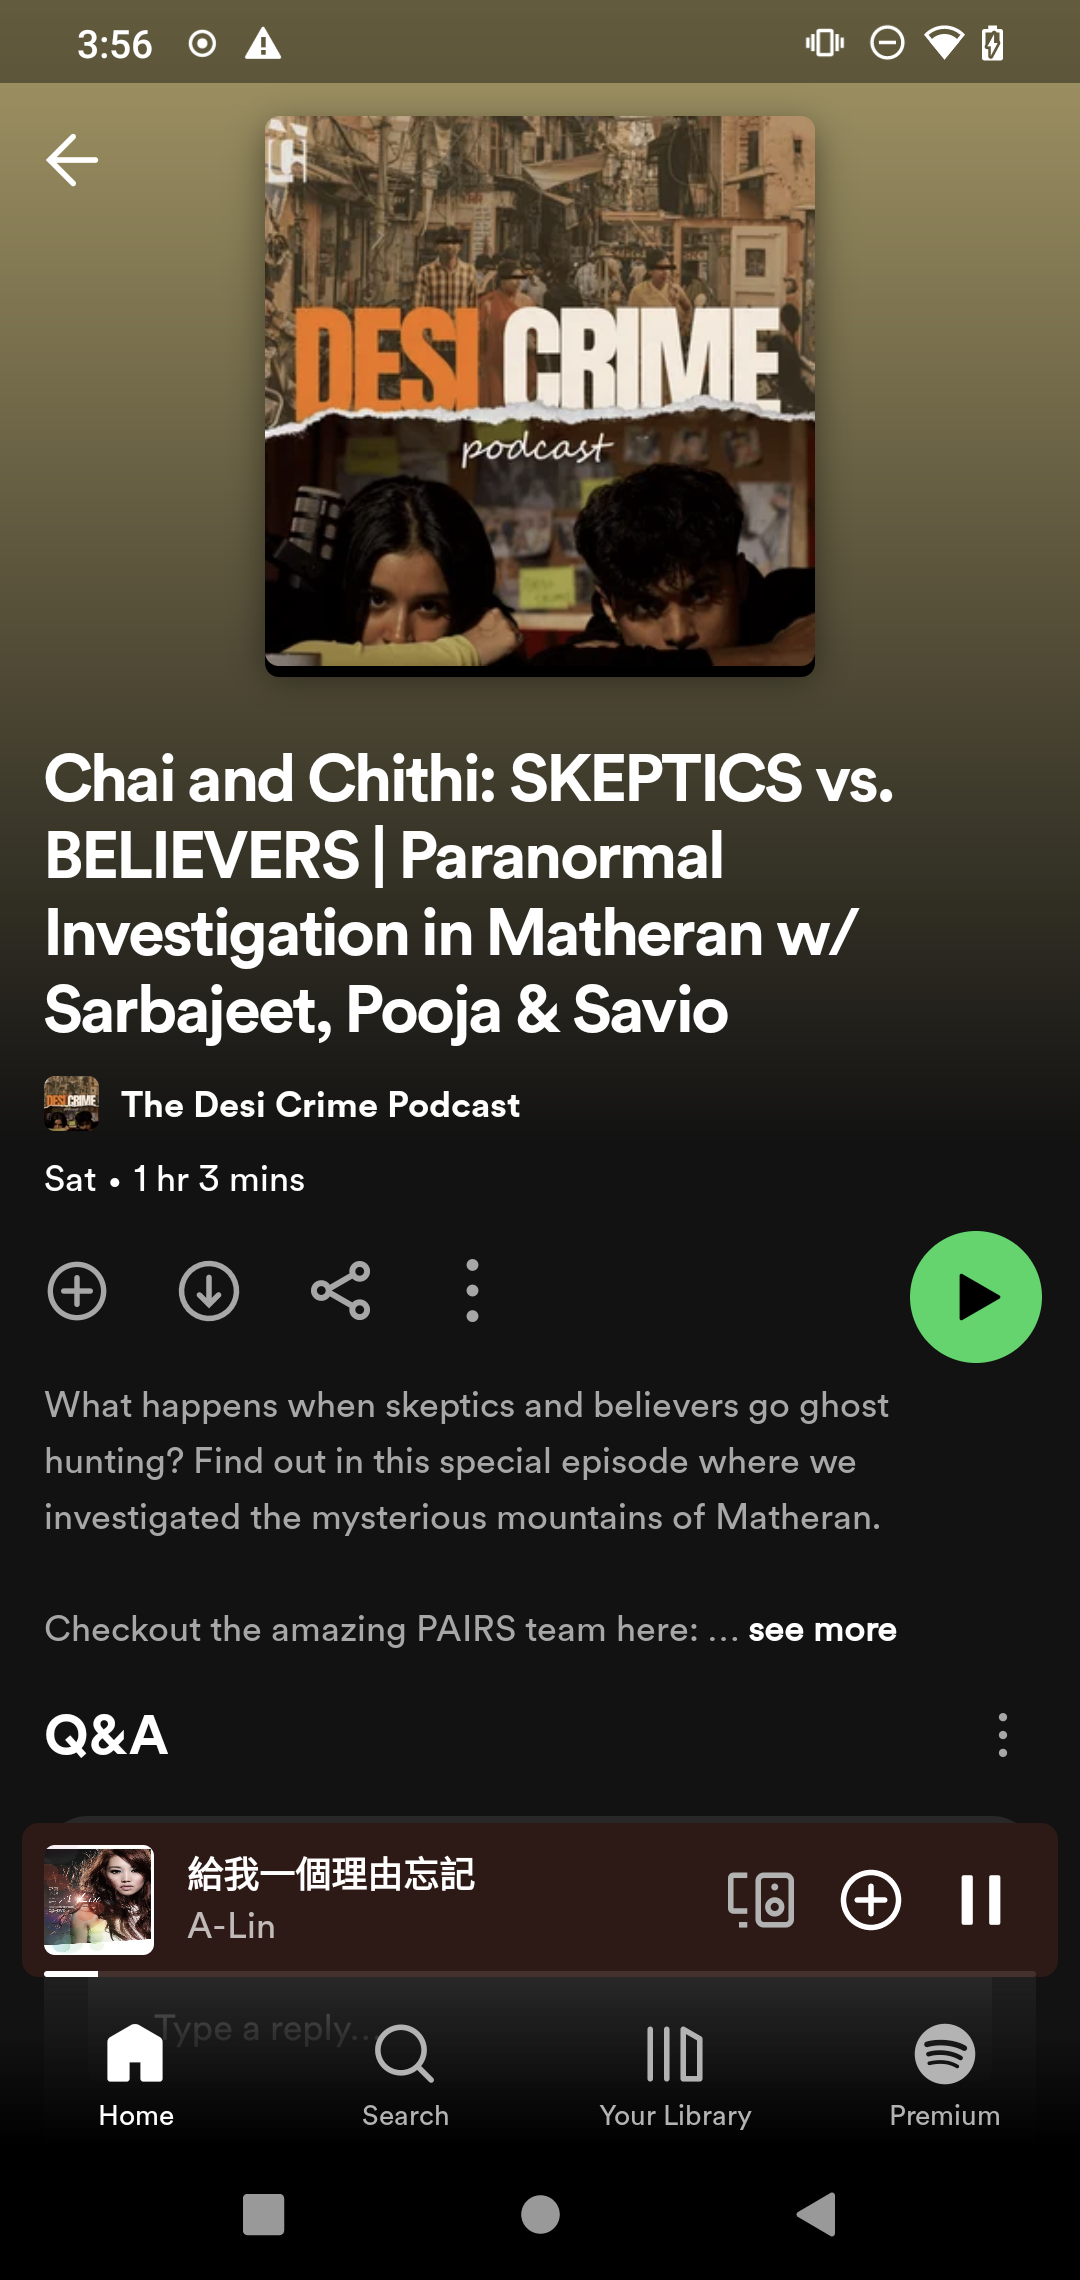 3:56
DESI CRIME
podcast
Chai and Chithi: SKEPTICS vs.
BELIEVERS | Paranormal
Investigation in Matheran w/
Sarbajeet, Pooja & Savio
DESI CRIME
The Desi Crime Podcast
Sat • 1 hr 3 mins
What happens when skeptics and believers go ghost
hunting? Find out in this special episode where we
investigated the mysterious mountains of Matheran.
Checkout the amazing PAIRS team here: ... see more
Q&A
給我一個理由忘記
A-Lin
Type a reply...
Home
Search
Your Library
Premium